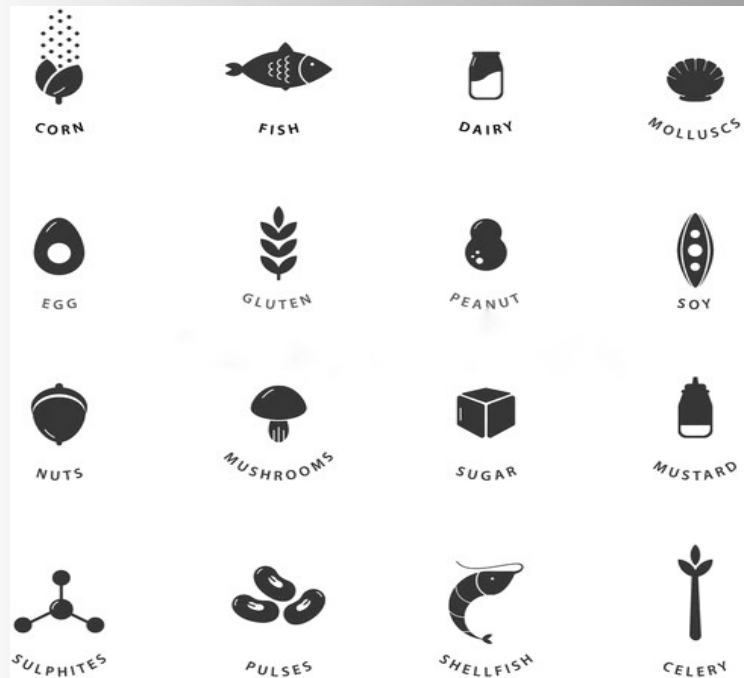 CORN
FISH
DAIRY
MOLLUSCS
EGG
GLUTEN
PEANUT
SOY
NUTS
MUSHROOMS
SUGAR
MUSTARD
SULPHITES
PULSES
SHELLFISH
CELERY